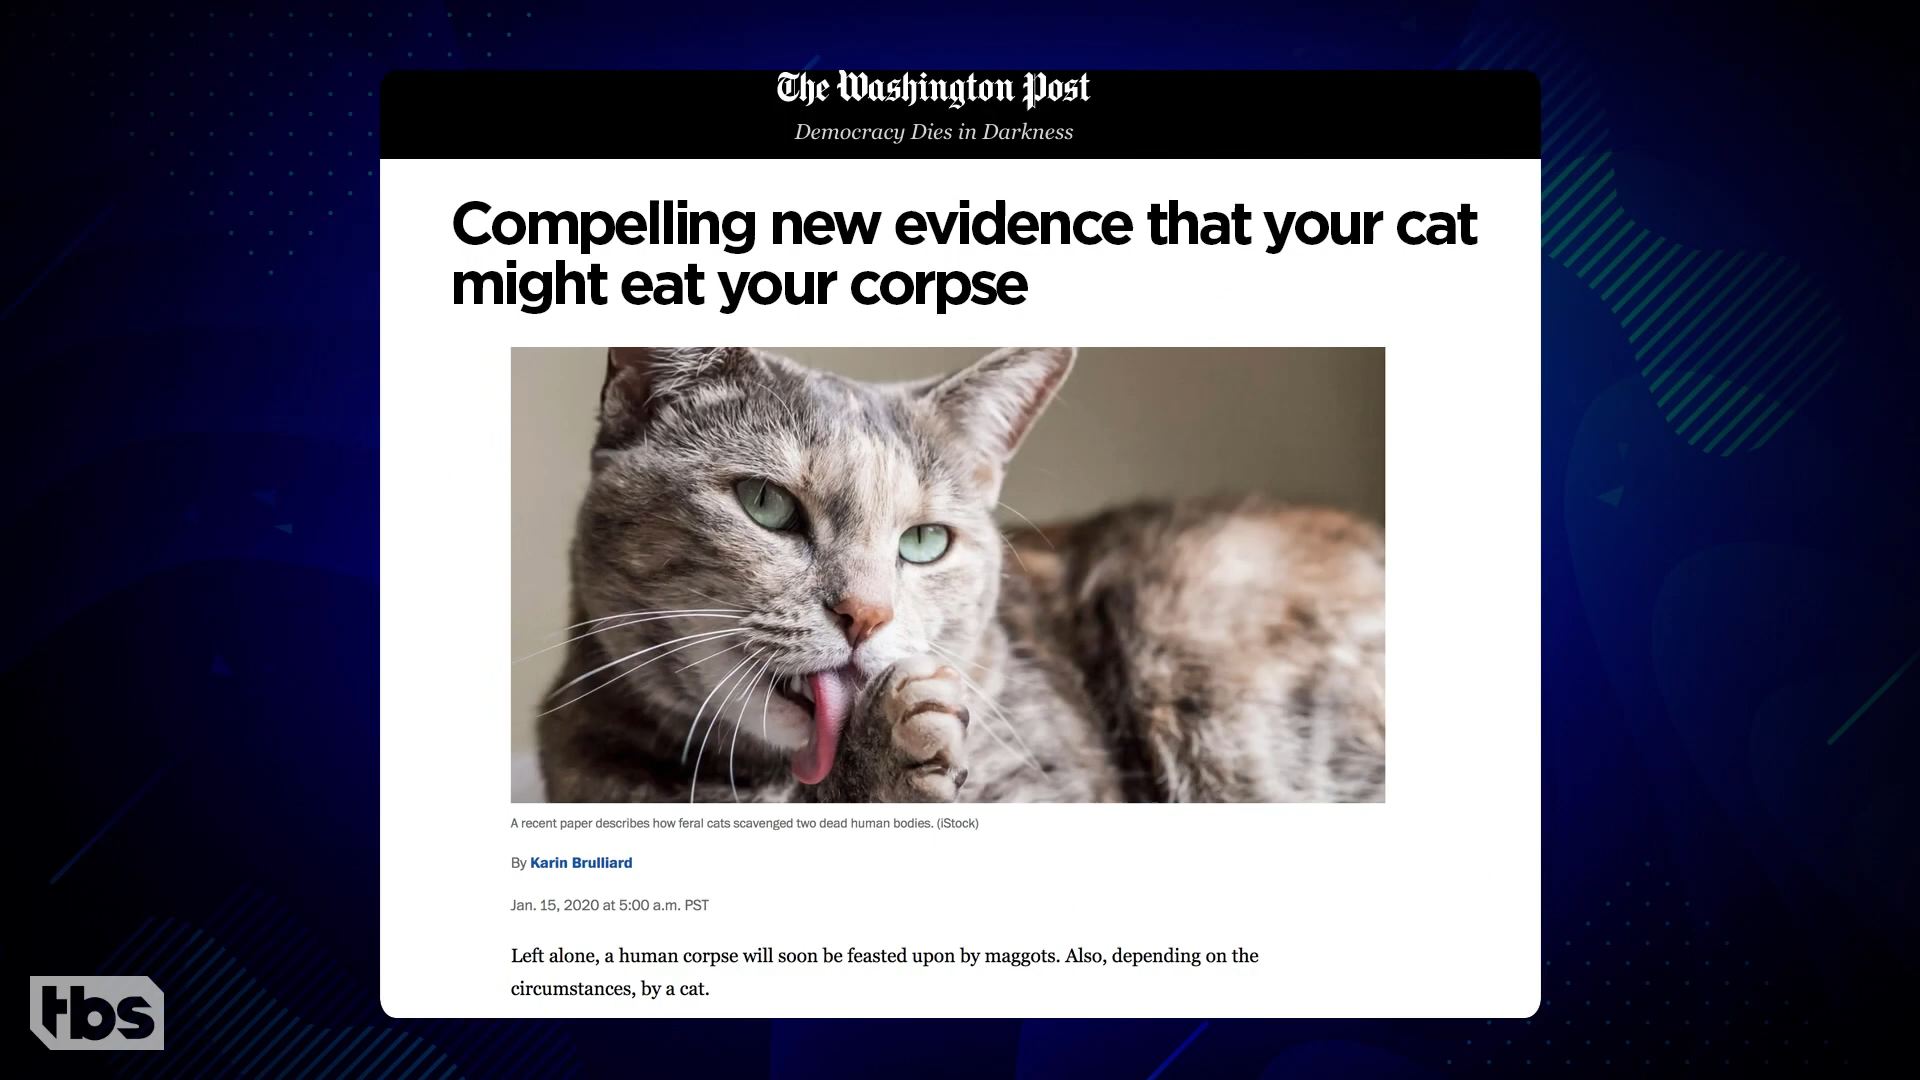 The Washington Post
Democracy Dies in Darkness
Compelling new evidence that your cat
might eat your corpse
A recent paper describes how feral cats scavenged two dead human bodies. (iStock)
By Karin Brulliard
Jan. 15, 2020 at 5:00 a.m. PST
Left alone, a human corpse will soon be feasted upon by maggots. Also, depending on the
circumstances, by a cat.
tbs